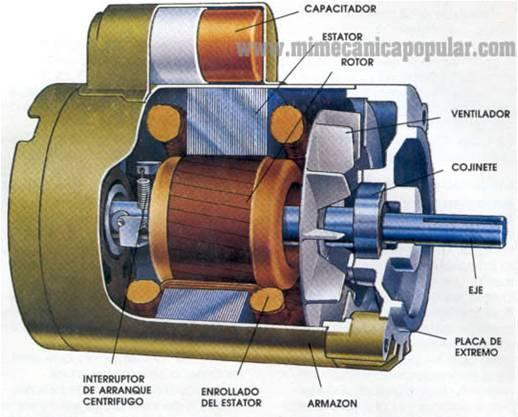 CAPACITADOR
ESTATOR
www.mimecanicapopular.com
ROTOR
VENTILADOR
COJINETE
EJE
PLACA DE
EXTREMO
INTERRUPTOR
DE ARRANQUE
CENTRIFUGO
ENROLLADO
DEL ESTATOR
ARMAZON